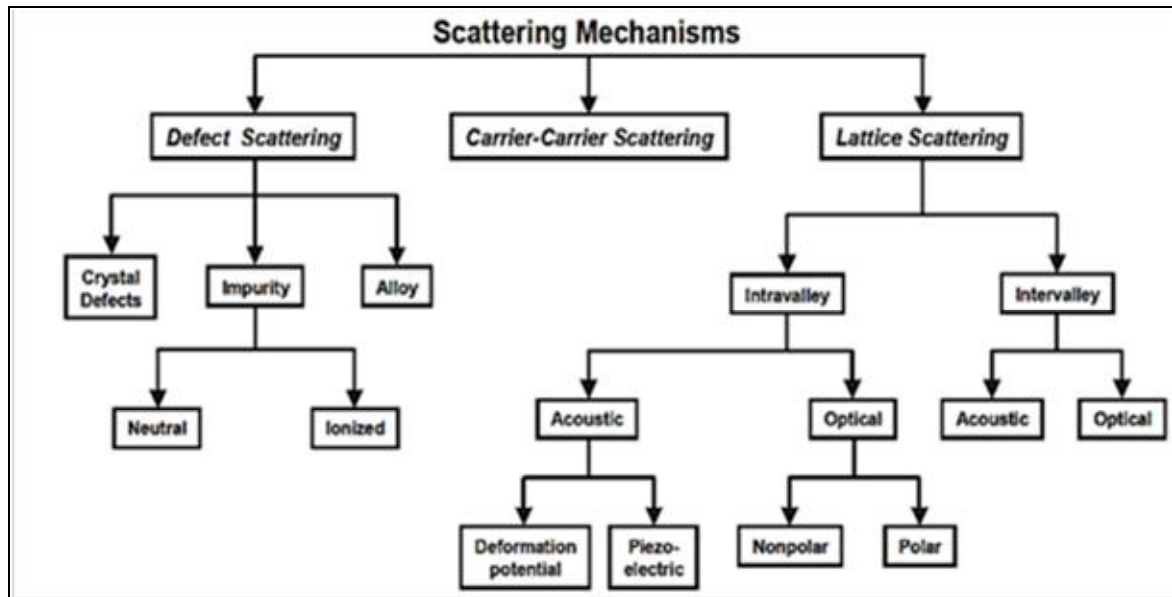 Scattering Mechanisms
Defect Scattering
Carrier-Carrier Scattering
Lattice Scattering
Crystal
Defects
Impurity
Alloy
Intravalley
Intervalley
Neutral
Ionized
Acoustic
Optical
Acoustic
Optical
Deformation
potential
Piezo-
electric
Nonpolar
Polar